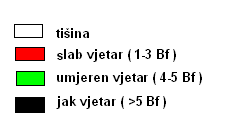 tišina
slab vjetar ( 1-3 Bf )
umjeren vjetar ( 4-5 Bf )
jak vjetar ( >5 Bf )